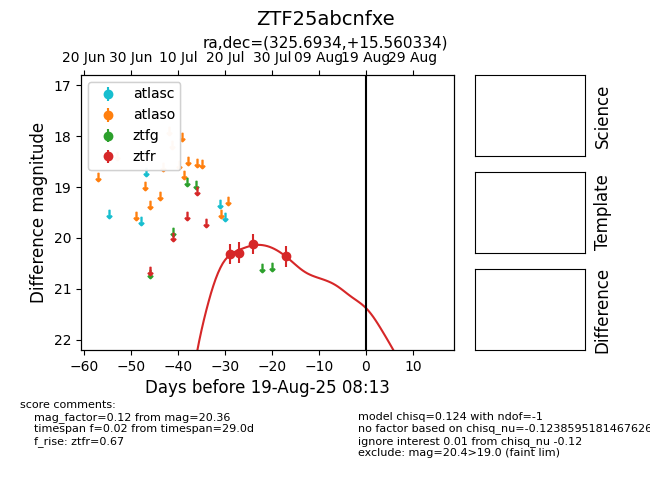 ZTF25abcnfxe
ra,dec=(325.6934,+15.560334)
20 Jun 30 Jun 10 Jul 20 Jul 30 Jul 09 Aug 19 Aug 29 Aug
17
18
19
20
21
22
Difference magnitude
atlasc
atlaso
ztfg
ztfr
−60 −50 −40 −30 −20 −10 0 10
Days before 19-Aug-25 08:13
Science
Template
Difference
score comments:
mag_factor=0.12 from mag=20.36
timespan f=0.02 from timespan=29.0d
f_rise: ztfr=0.67
model chisq=0.124 with ndof=-1
no factor based on chisq_nu=-0.1238595181467626
ignore interest 0.01 from chisq_nu -0.12
exclude: mag=20.4>19.0 (faint lim)